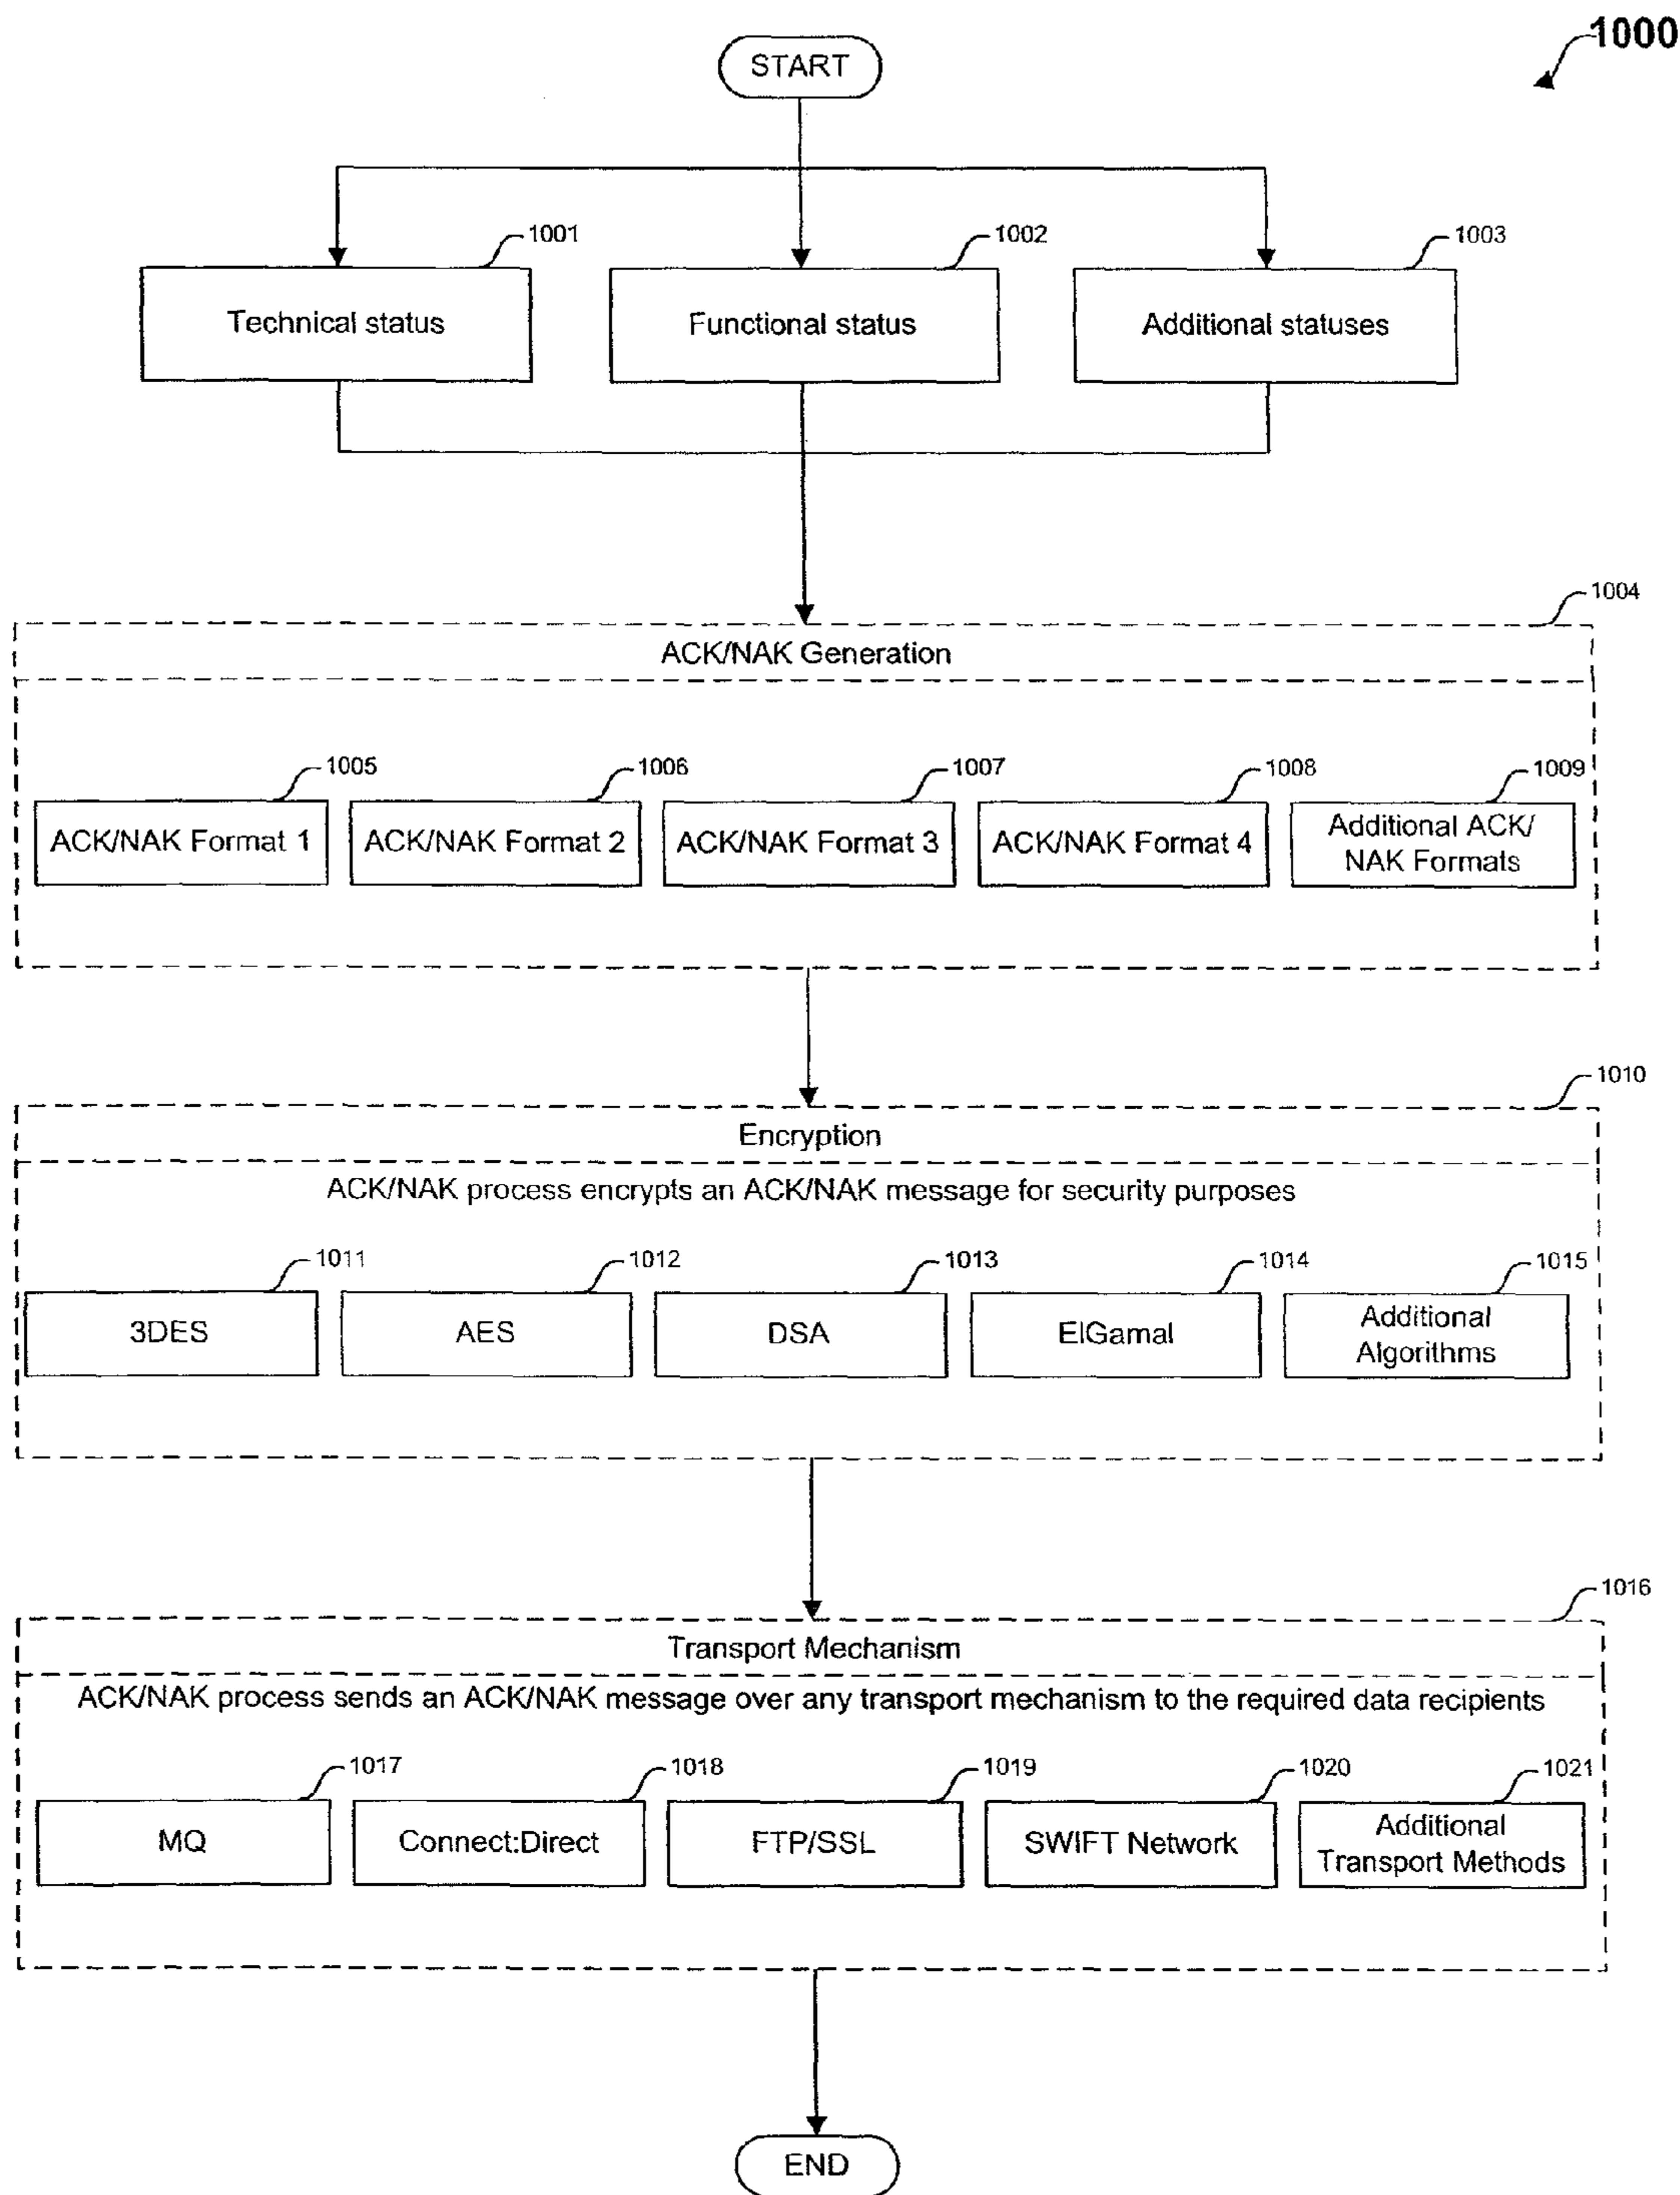 1000
START
1001
1002
1003
Technical status
Functional status
Additional statuses
1004
ACK/NAK Generation
1005
1006
1007
1008
1009
ACK/NAK Format 1
ACK/NAK Format 2
ACK/NAK Format 3
ACK/NAK Format 4
Additional ACK/
NAK Formats
1010
Encryption
ACK/NAK process encrypts an ACK/NAK message for security purposes
1011
1012
1013
1014
1015
3DES
AES
DSA
ElGamal
Additional
Algorithms
1016
Transport Mechanism
ACK/NAK process sends an ACK/NAK message over any transport mechanism to the required data recipients
1017
1018
1019
1020
1021
MQ
Connect:Direct
FTP/SSL
SWIFT Network
Additional
Transport Methods
END